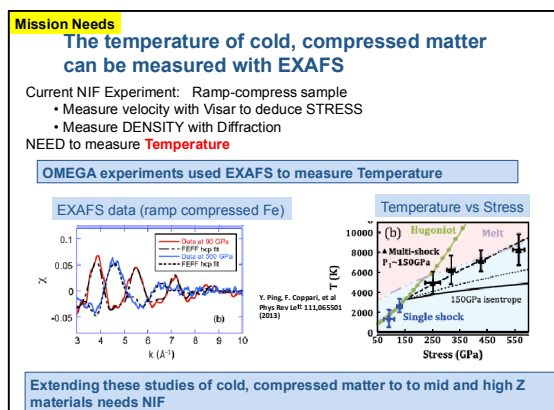 Mission Needs
The temperature of cold, compressed matter
can be measured with EXAFS
Current NIF Experiment: Ramp-compress sample
• Measure velocity with Visar to deduce STRESS
• Measure DENSITY with Diffraction
NEED to measure Temperature
OMEGA experiments used EXAFS to measure Temperature
EXAFS data (ramp compressed Fe)
Temperature vs Stress
0.1
0.05
0
-0.05
χ
Data at 90 GPa
FEFF hcp fit
Data at 560 GPa
FEFF hcp fit
(b)
3 4 5 6 7 8 9 10
k (Å⁻¹)
Y. Ping, F. Coppari, et al
Phys Rev Lett 111,065501
(2013)
(b)
Hugoniot
Melt
Multi-shock
P₁~150GPa
10000
8000
6000
4000
2000
0
T (K)
150GPa isentrope
Single shock
50 150 250 350 450 550
Stress (GPa)
Extending these studies of cold, compressed matter to to mid and high Z
materials needs NIF